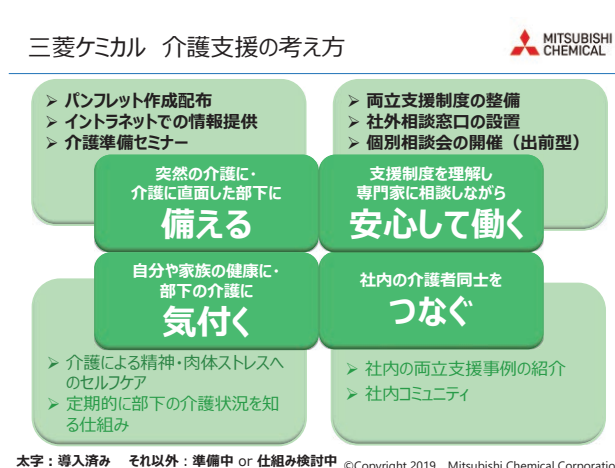 三菱ケミカル 介護支援の考え方
MITSUBISHI
CHEMICAL
➢ パンフレット作成配布
➢ イントラネットでの情報提供
➢ 介護準備セミナー
➢ 両立支援制度の整備
➢ 社外相談窓口の設置
➢ 個別相談会の開催（出前型）
突然の介護に・
介護に直面した部下に
備える
支援制度を理解し
専門家に相談しながら
安心して働く
自分や家族の健康に・
部下の介護に
気付く
社内の介護者同士を
つなぐ
➢ 介護による精神・肉体ストレスへ
のセルフケア
➢ 定期的に部下の介護状況を知
る仕組み
➢ 社内の両立支援事例の紹介
➢ 社内コミュニティ
太字：導入済み それ以外：準備中 or 仕組み検討中
©Copyright 2019 Mitsubishi Chemical Corporatio